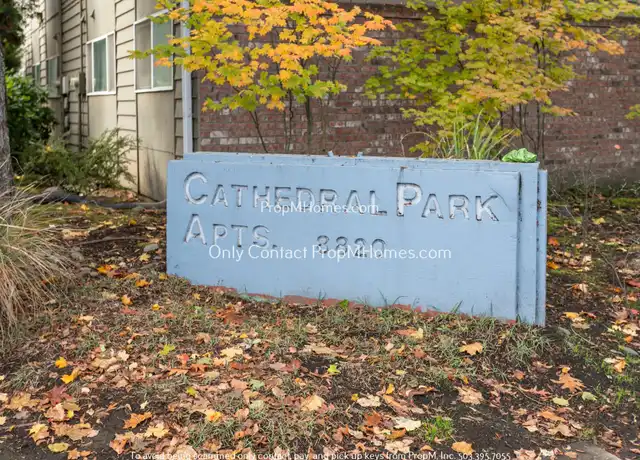 CATHEDRAL PARK
PropMHomes.com
APTS.
Only Contact PropMHomes.com
To avoid being scammed only contact, pay, and pick up keys from PropM, Inc. 503.395.7055